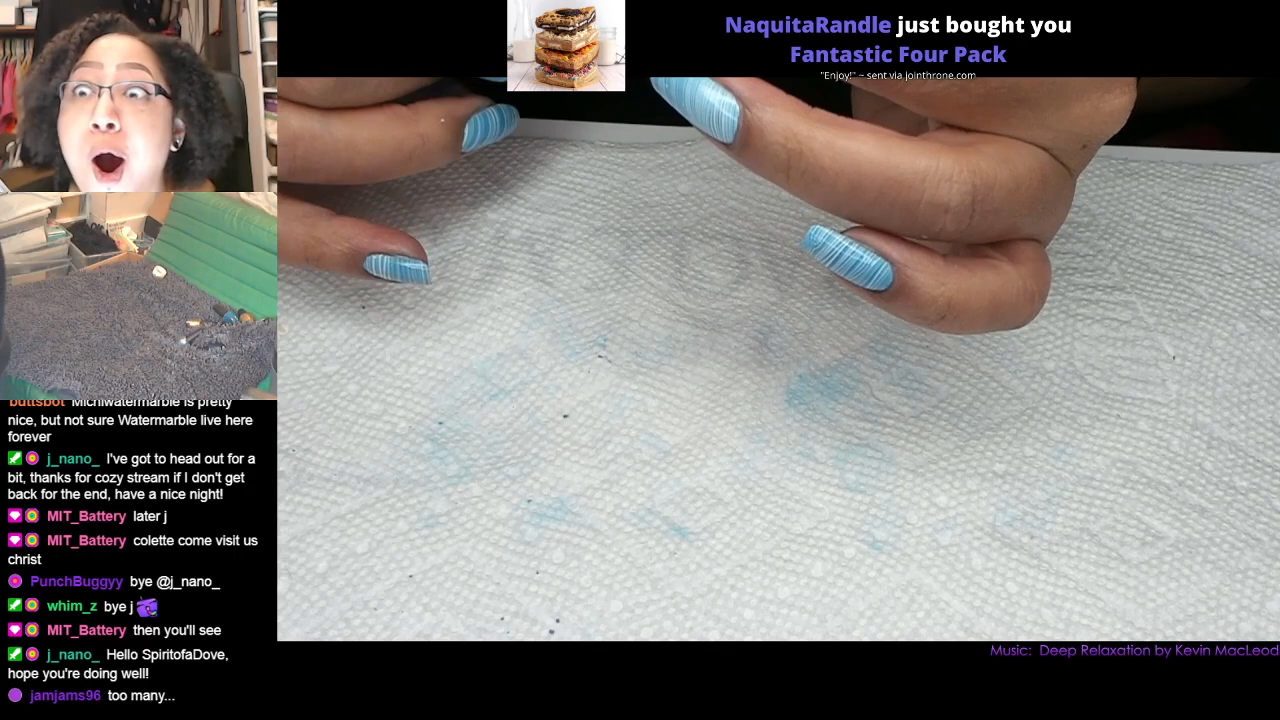 NaquitaRandle just bought you
Fantastic Four Pack
"Enjoy!" ~ sent via jointhrone.com
buttsbot Michiwatermarble is pretty
nice, but not sure Watermarble live here
forever
j_nano_ I've got to head out for a
bit, thanks for cozy stream if I don't get
back for the end, have a nice night!
MIT_Battery later j
MIT_Battery colette come visit us
christ
PunchBuggyy bye @j_nano_
whim_z bye j
MIT_Battery then you'll see
j_nano_ Hello SpiritofaDove,
hope you're doing well!
jamjams96 too many...
Music: Deep Relaxation by Kevin MacLeod